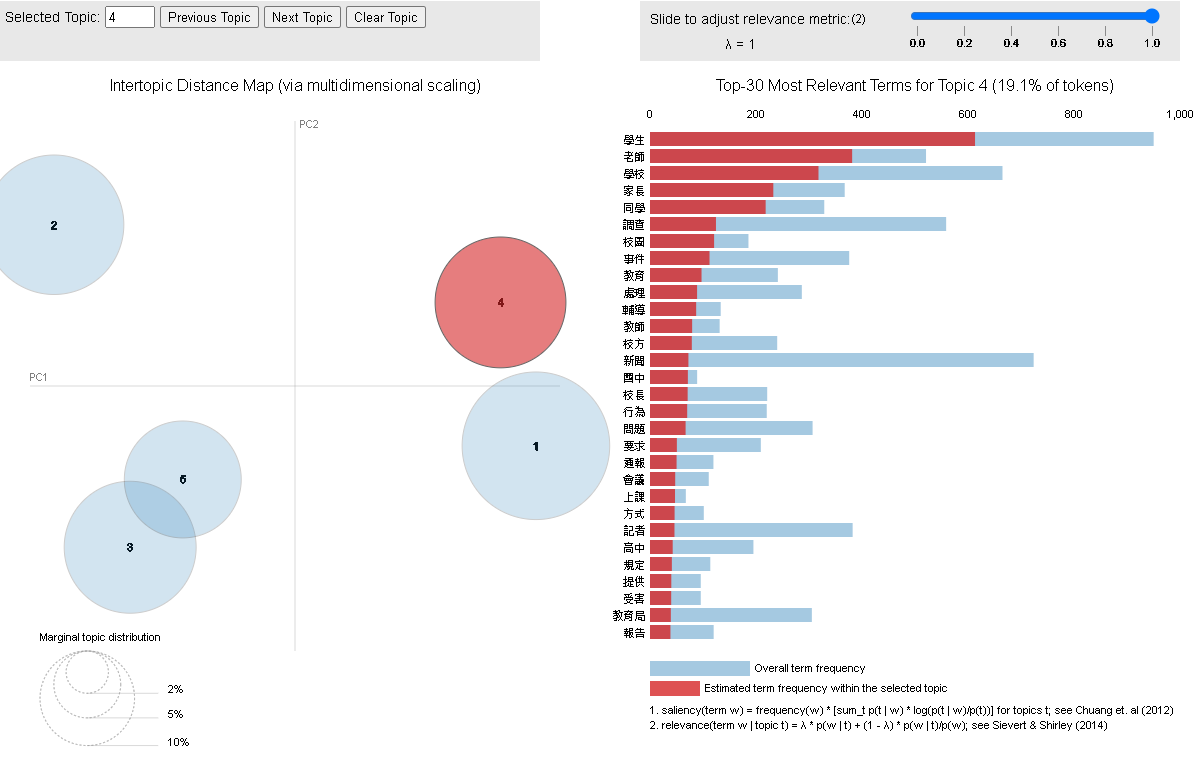 Selected Topic: 4 Previous Topic Next Topic Clear Topic
Slide to adjust relevance metric:(2)
λ = 1
0.0 0.2 0.4 0.6 0.8 1.0
Intertopic Distance Map (via multidimensional scaling)
PC2
PC1
2
4
1
5
3
Marginal topic distribution
2%
5%
10%
Top-30 Most Relevant Terms for Topic 4 (19.1% of tokens)
0 200 400 600 800 1,000
學生
老師
學校
家長
同學
調查
校園
事件
教育
處理
輔導
教師
校方
新聞
國中
校長
行為
問題
要求
通報
會議
上課
方式
記者
高中
規定
提供
受害
教育局
報告
Overall term frequency
Estimated term frequency within the selected topic
1. saliency(term w) = frequency(w) * [sum_t p(t | w) * log(p(t | w)/p(t))] for topics t; see Chuang et. al (2012)
2. relevance(term w | topic t) = λ * p(w | t) + (1 - λ) * p(w | t)/p(w); see Sievert & Shirley (2014)